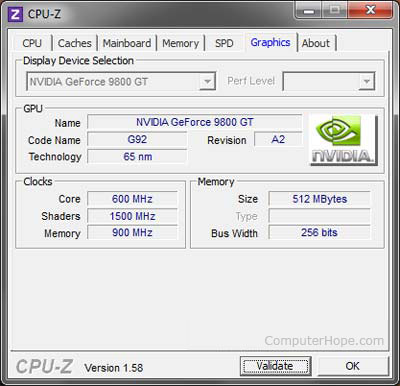 Z CPU-Z
CPU Caches Mainboard Memory SPD Graphics About
Display Device Selection
NVIDIA GeForce 9800 GT Perf Level
GPU
Name NVIDIA GeForce 9800 GT
Code Name G92 Revision A2
Technology 65 nm
NVIDIA.
Clocks
Core 600 MHz
Shaders 1500 MHz
Memory 900 MHz
Memory
Size 512 MBytes
Type
Bus Width 256 bits
ComputerHope.com
CPU-Z Version 1.58 Validate OK